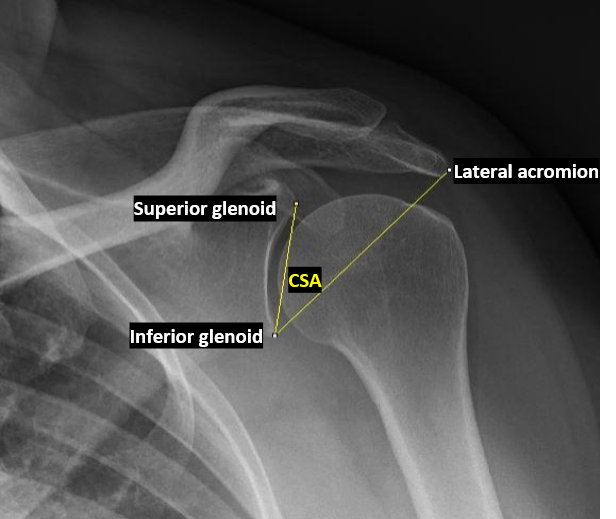 Lateral acromion
Superior glenoid
CSA
Inferior glenoid